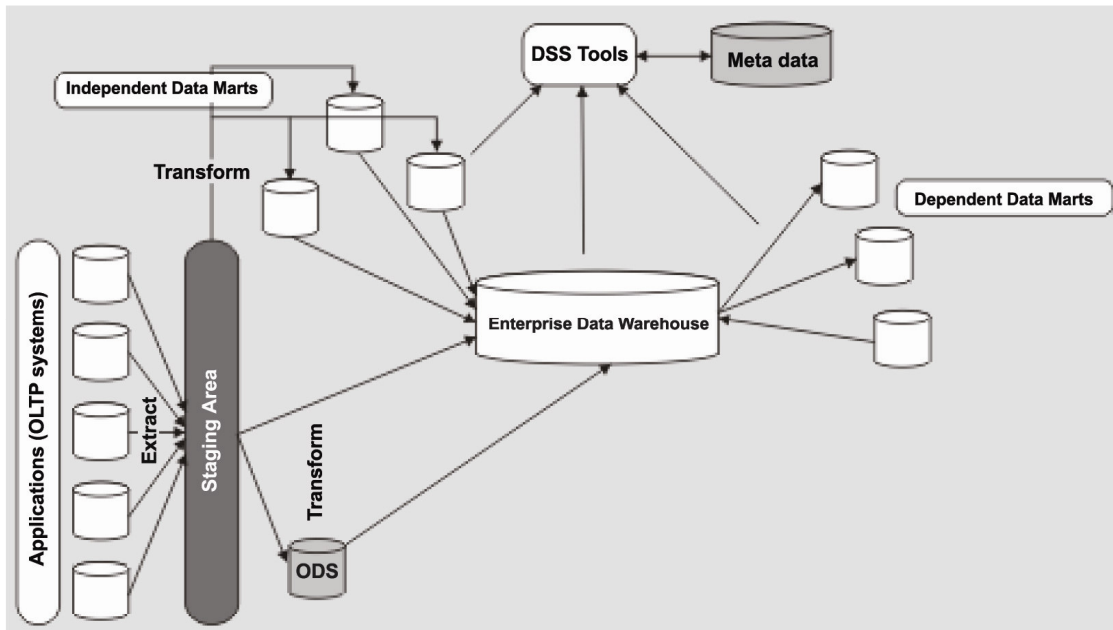 DSS Tools
Meta data
Independent Data Marts
Transform
Dependent Data Marts
Enterprise Data Warehouse
Applications (OLTP systems)
Extract
Staging Area
Transform
ODS